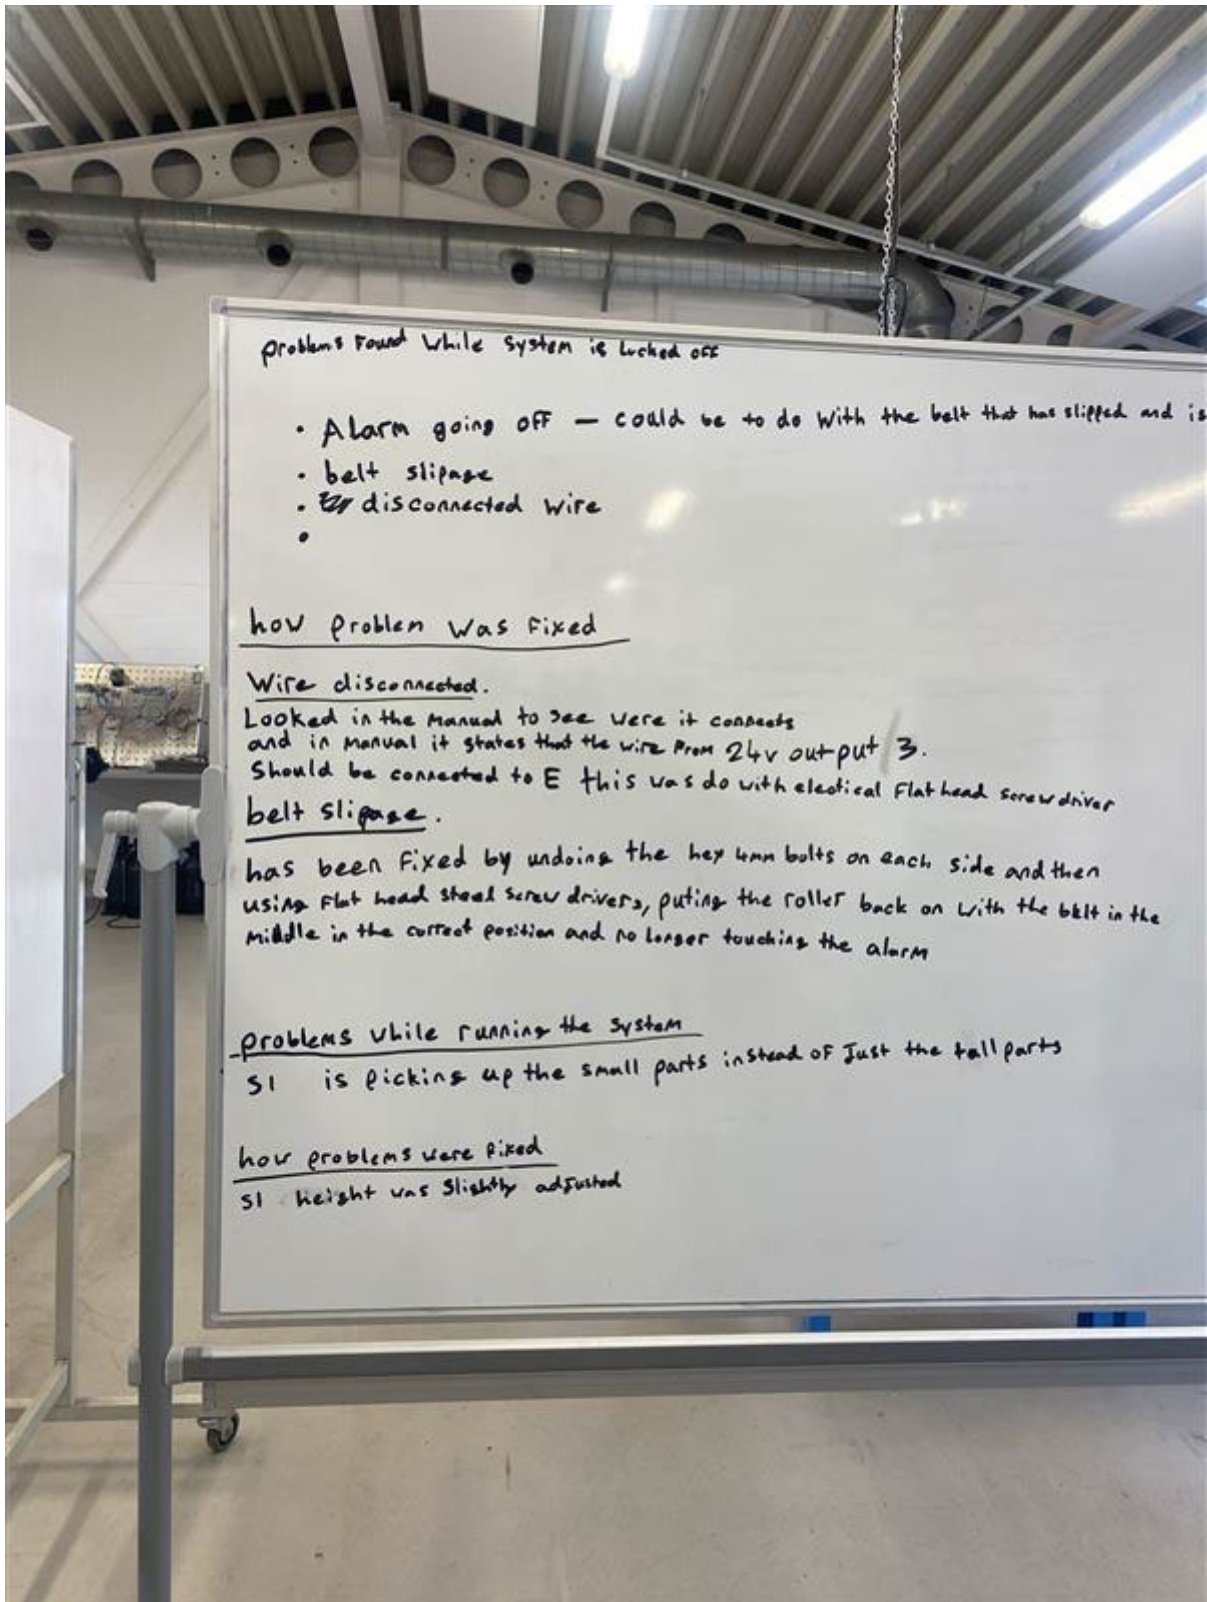 problems Found While System is Locked off
• Alarm going off — could be to do with the belt that has slipped and is
• belt slipage
• disconnected wire
•
how problem was Fixed
Wire disconnected.
Looked in the manual to see were it connects
and in manual it states that the wire From 24v output 3.
Should be connected to E this was do with electical Flat head screw driver
belt slipage.
has been Fixed by undoing the hex 4mm bolts on each side and then
using Flat head steel screw drivers, puting the roller back on with the belt in the
middle in the correct position and no longer touching the alarm
problems while running the system
S1 is picking up the small parts instead of Just the tall parts
how problems were fixed
S1 height was slightly adjusted